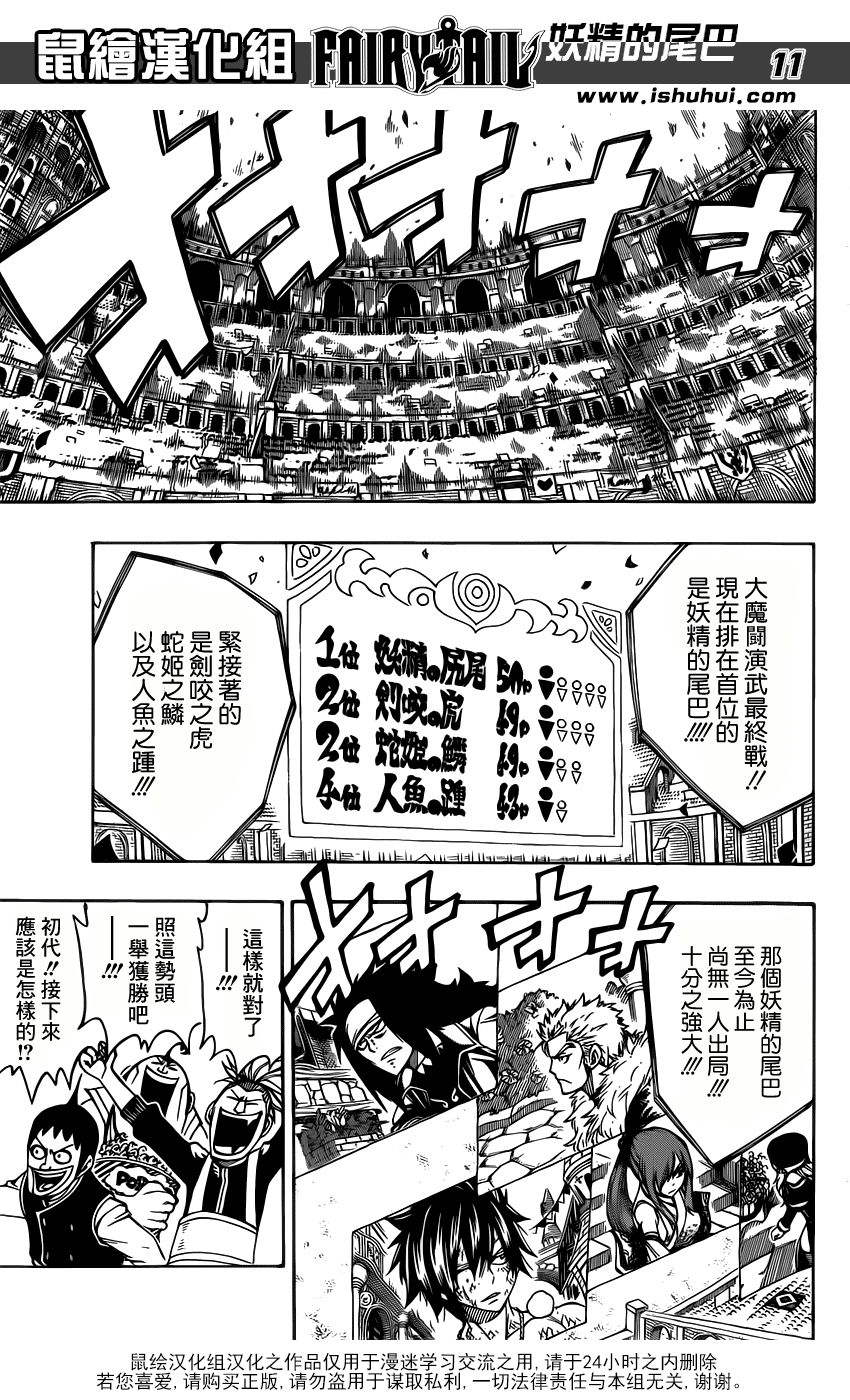 鼠繪漢化組
FAIRY TAIL
妖精的尾巴
11
www.ishuhui.com
オオオオオ
大魔闘演武最終戰!!
現在排在首位的
是妖精的尾巴!!!!
緊接著的
是劍咬之虎
蛇姬之鱗
以及人魚之踵!!!
1位 妖精の尻尾 50P
2位 剣咬の虎 49P
2位 蛇姫の鱗 49P
4位 人魚の踵 43P
那個妖精的尾巴
至今為止
尚無一人出局!!!
十分之強大!!!
オオオオ
這樣就對了
——!!!
照這勢頭
一舉獲勝吧
——!!!
初代!!接下來
應該是怎樣的!?
PoP
鼠绘汉化组汉化之作品仅用于漫迷学习交流之用, 请于24小时之内删除
若您喜爱, 请购买正版, 请勿盗用于谋取私利, 一切法律责任与本组无关, 谢谢。